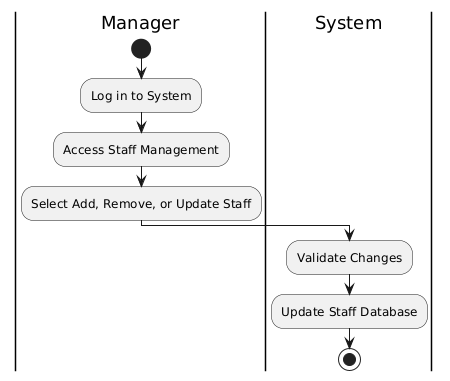 Manager
System
Log in to System
Access Staff Management
Select Add, Remove, or Update Staff
Validate Changes
Update Staff Database